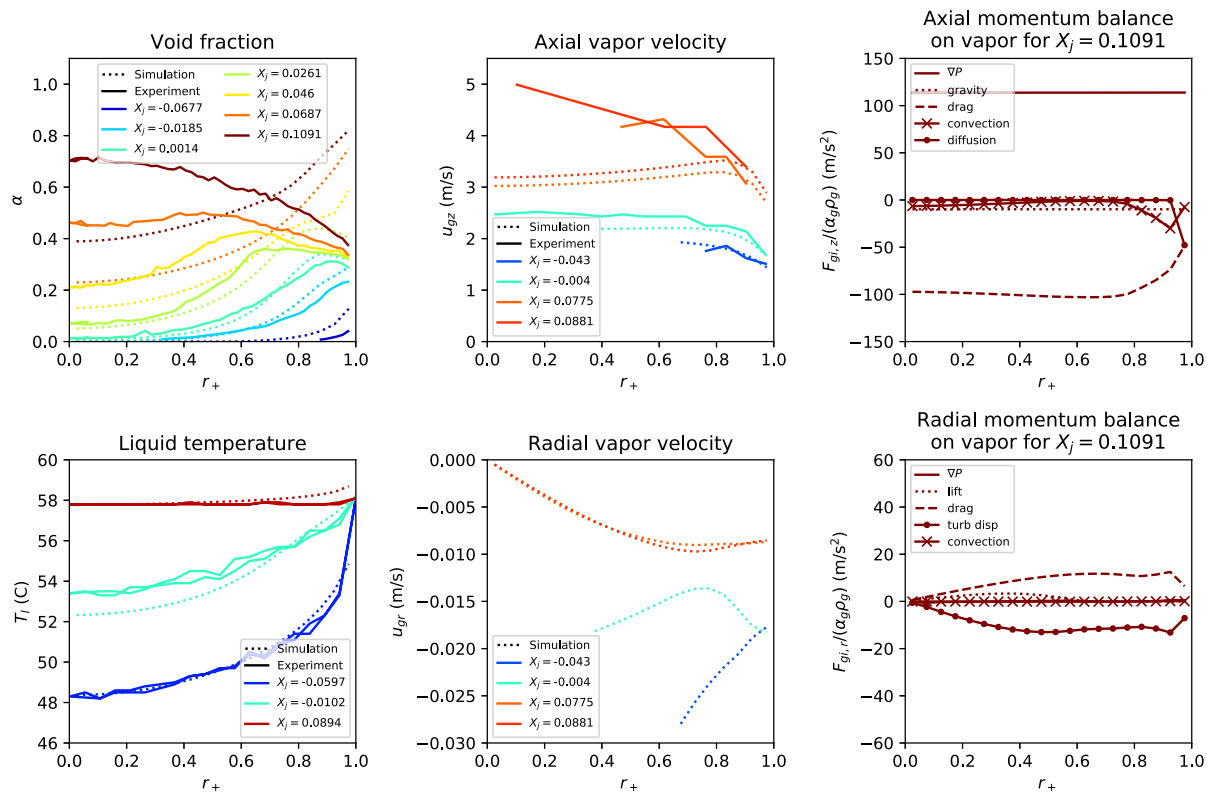 Void fraction
1.0
0.8
0.6
0.4
0.2
0.0
α
Simulation
Experiment
X_j = -0.0677
X_j = -0.0185
X_j = 0.0014
X_j = 0.0261
X_j = 0.046
X_j = 0.0687
X_j = 0.1091
0.0 0.2 0.4 0.6 0.8 1.0
r_+
Axial vapor velocity
5
4
3
2
1
0
u_{gz} (m/s)
Simulation
Experiment
X_j = -0.043
X_j = -0.004
X_j = 0.0775
X_j = 0.0881
0.0 0.2 0.4 0.6 0.8 1.0
r_+
Axial momentum balance
on vapor for X_j = 0.1091
150
100
50
0
−50
−100
−150
F_{gi,z}/(α_gρ_g) (m/s²)
∇P
gravity
drag
convection
diffusion
0.0 0.2 0.4 0.6 0.8 1.0
r_+
Liquid temperature
60
58
56
54
52
50
48
46
T_l (C)
Simulation
Experiment
X_j = -0.0597
X_j = -0.0102
X_j = 0.0894
0.0 0.2 0.4 0.6 0.8 1.0
r_+
Radial vapor velocity
0.000
−0.005
−0.010
−0.015
−0.020
−0.025
−0.030
u_{gr} (m/s)
Simulation
X_j = -0.043
X_j = -0.004
X_j = 0.0775
X_j = 0.0881
0.0 0.2 0.4 0.6 0.8 1.0
r_+
Radial momentum balance
on vapor for X_j = 0.1091
60
40
20
0
−20
−40
−60
F_{gi,r}/(α_gρ_g) (m/s²)
∇P
lift
drag
turb disp
convection
0.0 0.2 0.4 0.6 0.8 1.0
r_+